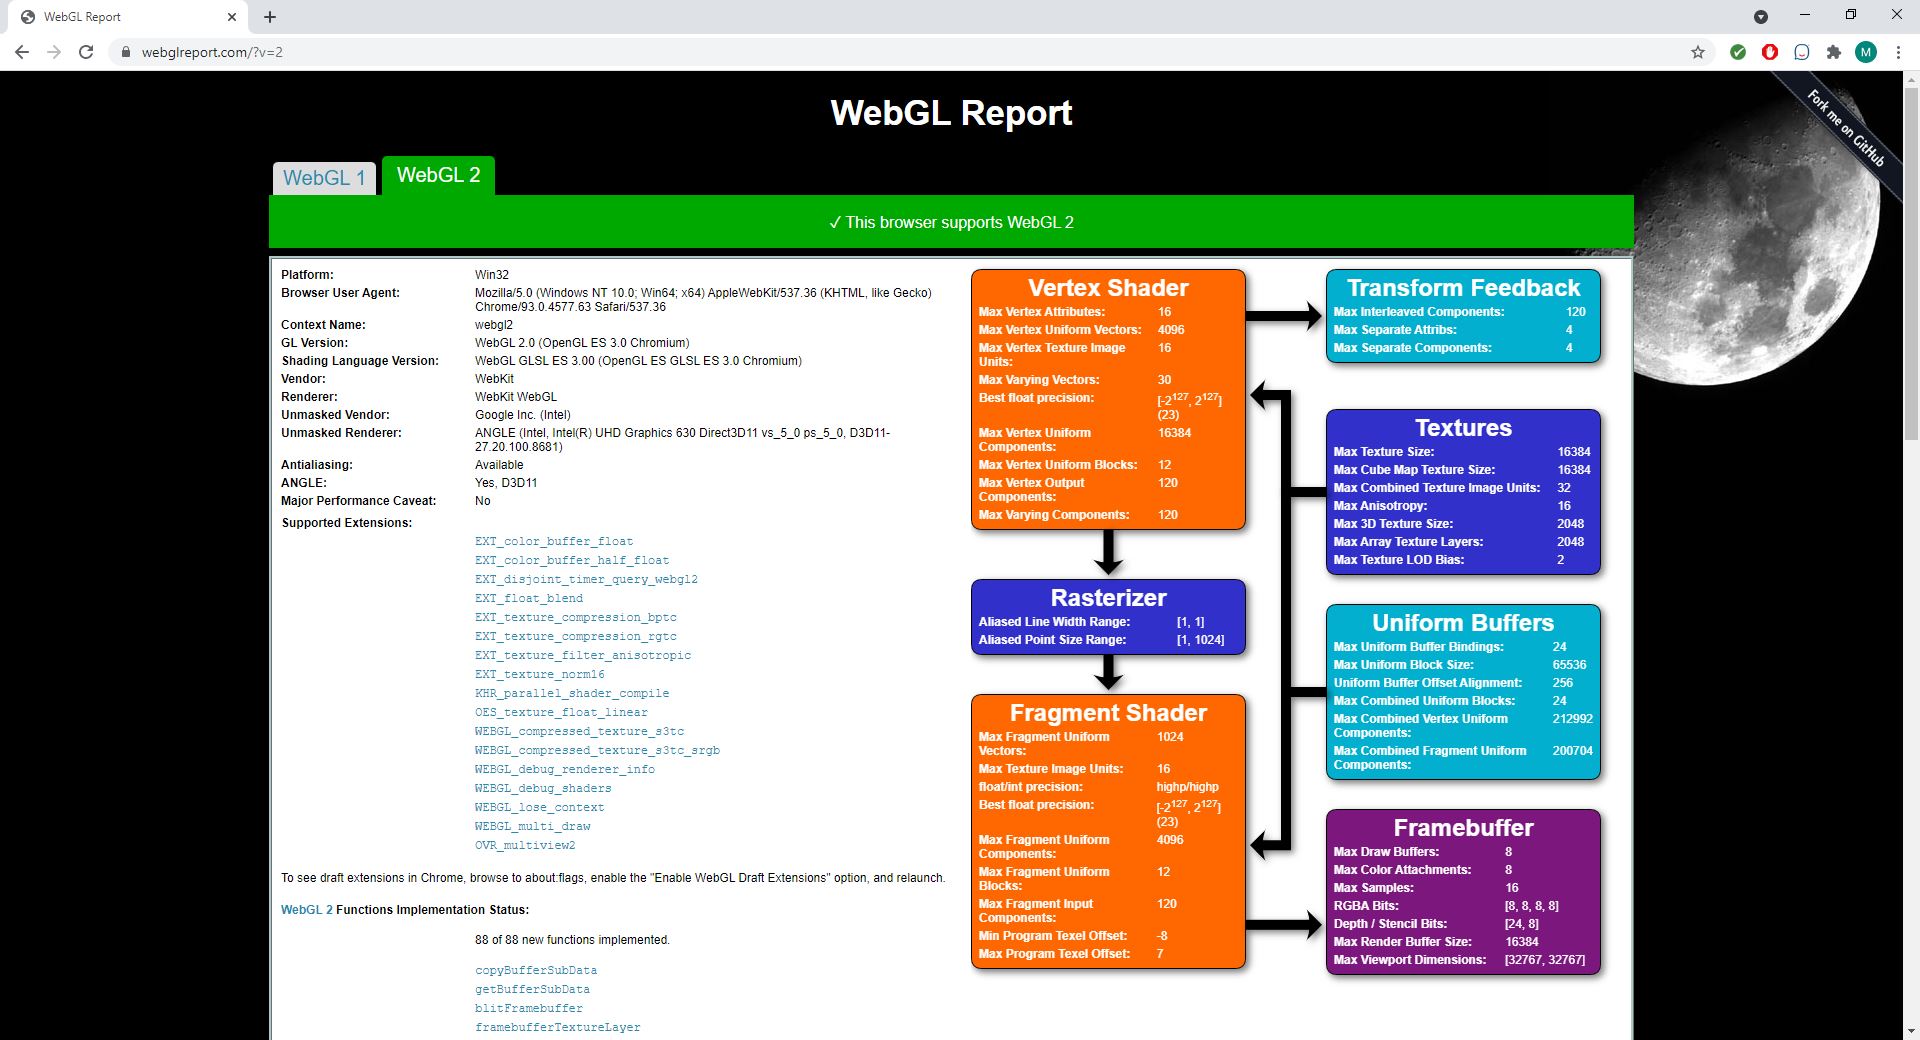 WebGL Report
webglreport.com/?v=2
M
Fork me on GitHub
WebGL Report
WebGL 1
WebGL 2
✓ This browser supports WebGL 2
Platform: Win32
Browser User Agent: Mozilla/5.0 (Windows NT 10.0; Win64; x64) AppleWebKit/537.36 (KHTML, like Gecko)
Chrome/93.0.4577.63 Safari/537.36
Context Name: webgl2
GL Version: WebGL 2.0 (OpenGL ES 3.0 Chromium)
Shading Language Version: WebGL GLSL ES 3.00 (OpenGL ES GLSL ES 3.0 Chromium)
Vendor: WebKit
Renderer: WebKit WebGL
Unmasked Vendor: Google Inc. (Intel)
Unmasked Renderer: ANGLE (Intel, Intel(R) UHD Graphics 630 Direct3D11 vs_5_0 ps_5_0, D3D11-
27.20.100.8681)
Antialiasing: Available
ANGLE: Yes, D3D11
Major Performance Caveat: No
Supported Extensions:
EXT_color_buffer_float
EXT_color_buffer_half_float
EXT_disjoint_timer_query_webgl2
EXT_float_blend
EXT_texture_compression_bptc
EXT_texture_compression_rgtc
EXT_texture_filter_anisotropic
EXT_texture_norm16
KHR_parallel_shader_compile
OES_texture_float_linear
WEBGL_compressed_texture_s3tc
WEBGL_compressed_texture_s3tc_srgb
WEBGL_debug_renderer_info
WEBGL_debug_shaders
WEBGL_lose_context
WEBGL_multi_draw
OVR_multiview2
To see draft extensions in Chrome, browse to about:flags, enable the "Enable WebGL Draft Extensions" option, and relaunch.
WebGL 2 Functions Implementation Status:
88 of 88 new functions implemented.
copyBufferSubData
getBufferSubData
blitFramebuffer
framebufferTextureLayer
Vertex Shader
Max Vertex Attributes: 16
Max Vertex Uniform Vectors: 4096
Max Vertex Texture Image 16
Units:
Max Varying Vectors: 30
Best float precision: [-2^127, 2^127]
(23)
Max Vertex Uniform 16384
Components:
Max Vertex Uniform Blocks: 12
Max Vertex Output 120
Components:
Max Varying Components: 120
Rasterizer
Aliased Line Width Range: [1, 1]
Aliased Point Size Range: [1, 1024]
Fragment Shader
Max Fragment Uniform 1024
Vectors:
Max Texture Image Units: 16
float/int precision: highp/highp
Best float precision: [-2^127, 2^127]
(23)
Max Fragment Uniform 4096
Components:
Max Fragment Uniform 12
Blocks:
Max Fragment Input 120
Components:
Min Program Texel Offset: -8
Max Program Texel Offset: 7
Transform Feedback
Max Interleaved Components: 120
Max Separate Attribs: 4
Max Separate Components: 4
Textures
Max Texture Size: 16384
Max Cube Map Texture Size: 16384
Max Combined Texture Image Units: 32
Max Anisotropy: 16
Max 3D Texture Size: 2048
Max Array Texture Layers: 2048
Max Texture LOD Bias: 2
Uniform Buffers
Max Uniform Buffer Bindings: 24
Max Uniform Block Size: 65536
Uniform Buffer Offset Alignment: 256
Max Combined Uniform Blocks: 24
Max Combined Vertex Uniform 212992
Components:
Max Combined Fragment Uniform 200704
Components:
Framebuffer
Max Draw Buffers: 8
Max Color Attachments: 8
Max Samples: 16
RGBA Bits: [8, 8, 8, 8]
Depth / Stencil Bits: [24, 8]
Max Render Buffer Size: 16384
Max Viewport Dimensions: [32767, 32767]